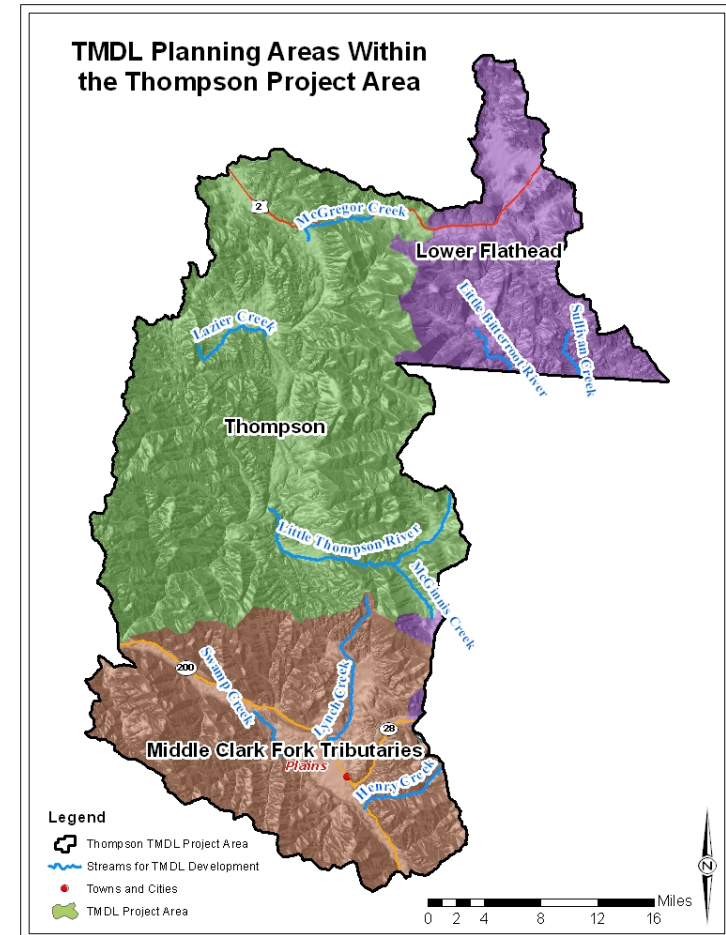 TMDL Planning Areas Within
the Thompson Project Area
2
McGregor Creek
Lower Flathead
Lazier Creek
Little Bitterroot River
Sullivan Creek
Thompson
Little Thompson River
McGinnis Creek
200
Swamp Creek
Lynch Creek
28
Middle Clark Fork Tributaries
Plains
Henry Creek
Legend
Thompson TMDL Project Area
Streams for TMDL Development
Towns and Cities
TMDL Project Area
N
Miles
0 2 4 8 12 16